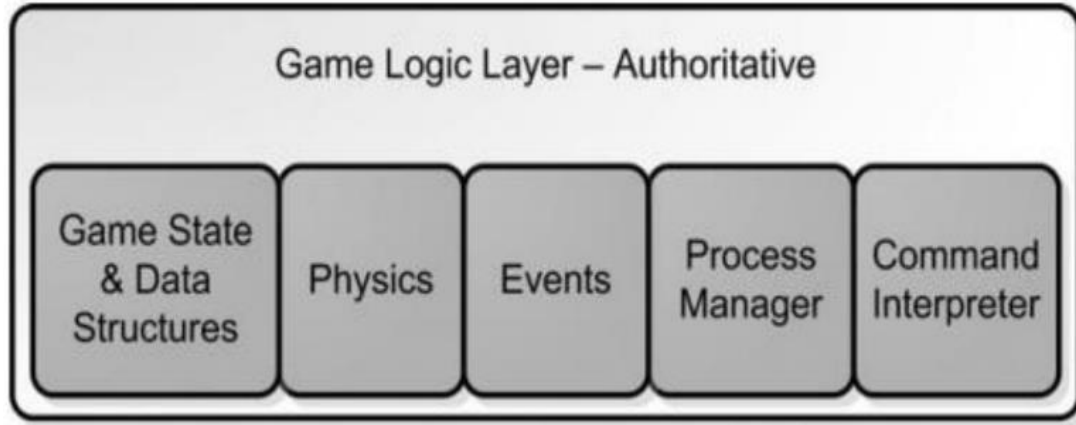 Game Logic Layer – Authoritative
Game State
& Data
Structures
Physics
Events
Process
Manager
Command
Interpreter